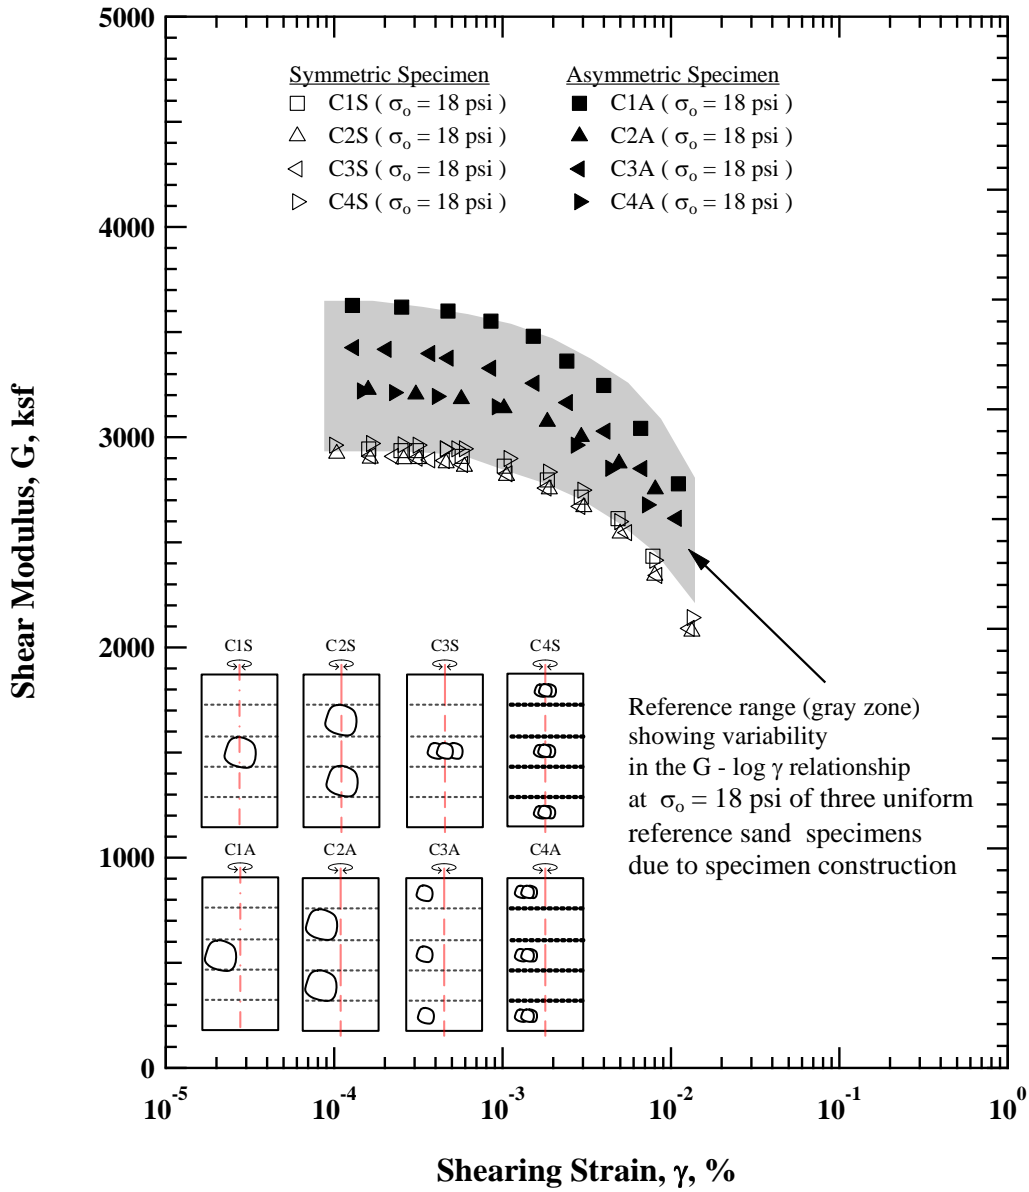 5000
4000
3000
2000
1000
0
Shear Modulus, G, ksf
Symmetric Specimen
C1S ( σo = 18 psi )
C2S ( σo = 18 psi )
C3S ( σo = 18 psi )
C4S ( σo = 18 psi )
Asymmetric Specimen
C1A ( σo = 18 psi )
C2A ( σo = 18 psi )
C3A ( σo = 18 psi )
C4A ( σo = 18 psi )
C1S C2S C3S C4S
C1A C2A C3A C4A
Reference range (gray zone)
showing variability
in the G - log γ relationship
at σo = 18 psi of three uniform
reference sand specimens
due to specimen construction
10-5 10-4 10-3 10-2 10-1 100
Shearing Strain, γ, %